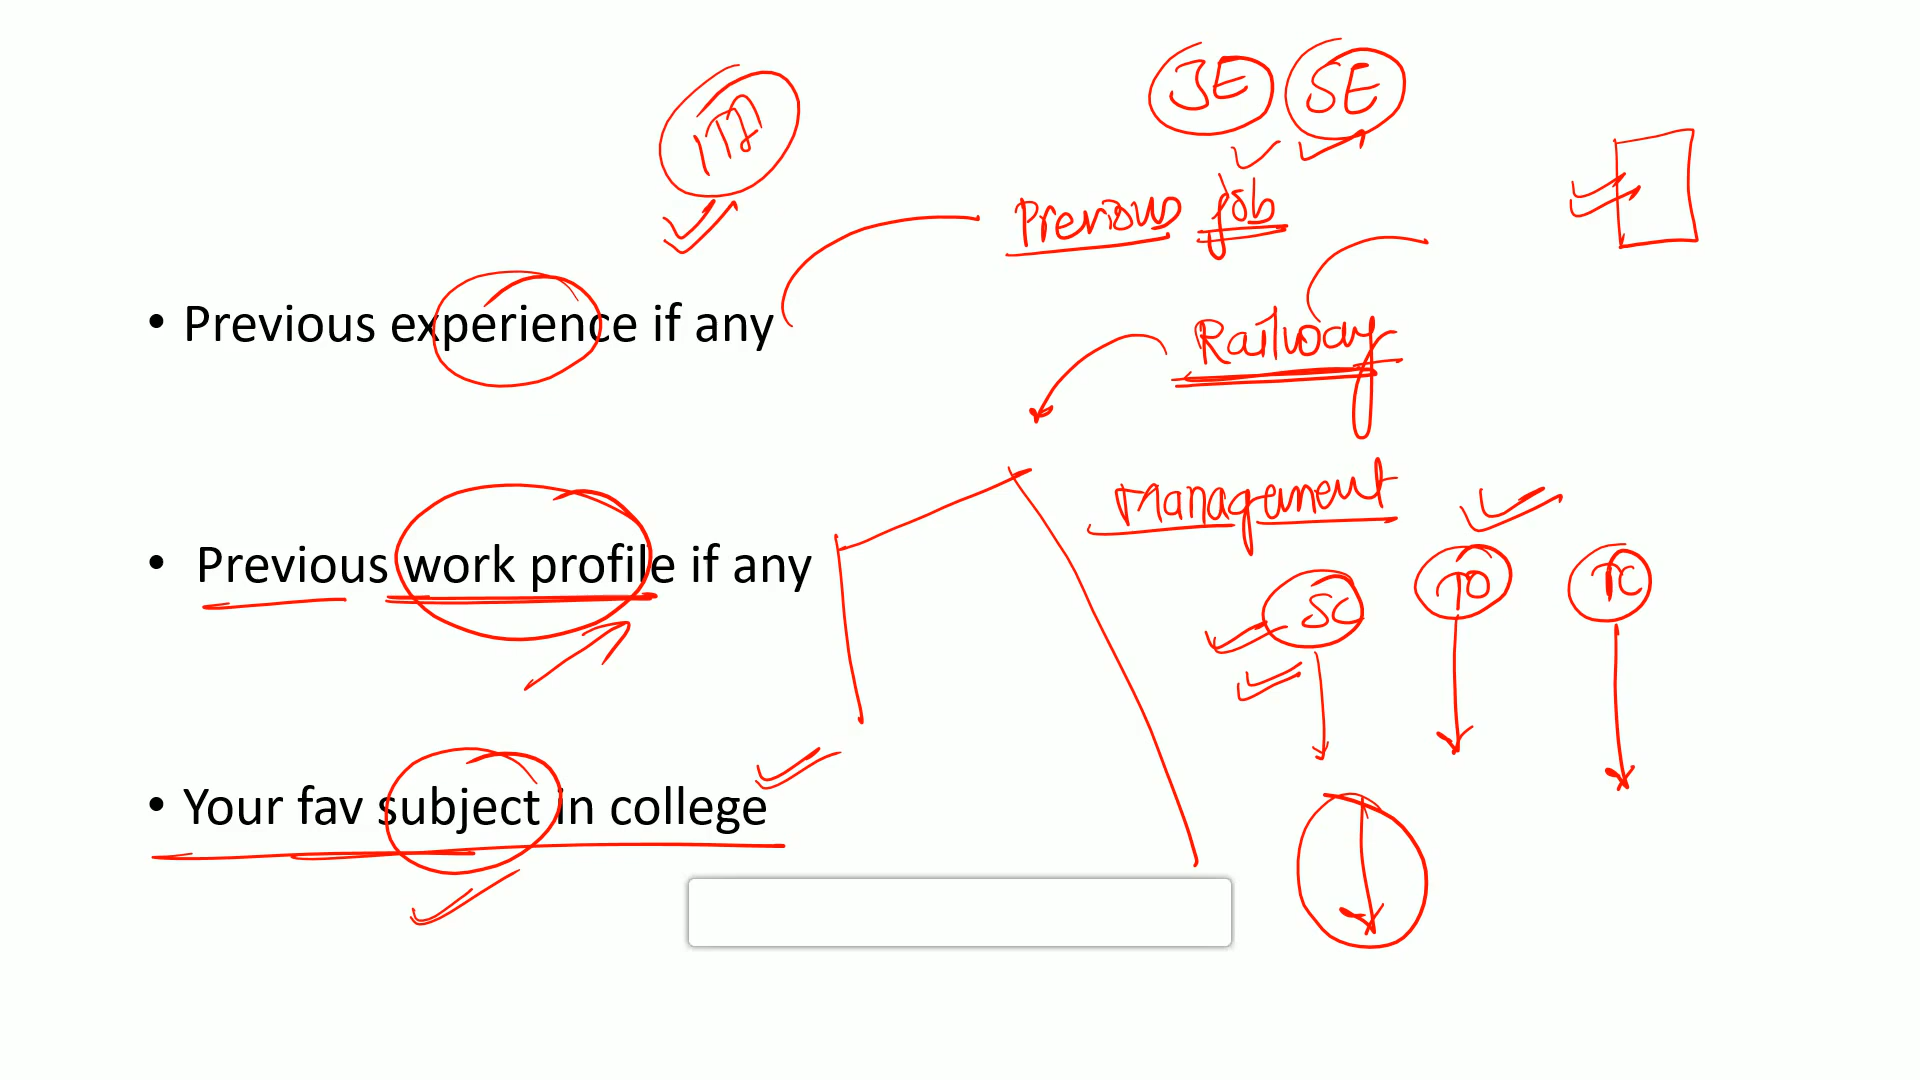 JE SE
Previous job
• Previous experience if any
Railway
Management
• Previous work profile if any
SC TO TC
• Your fav subject in college